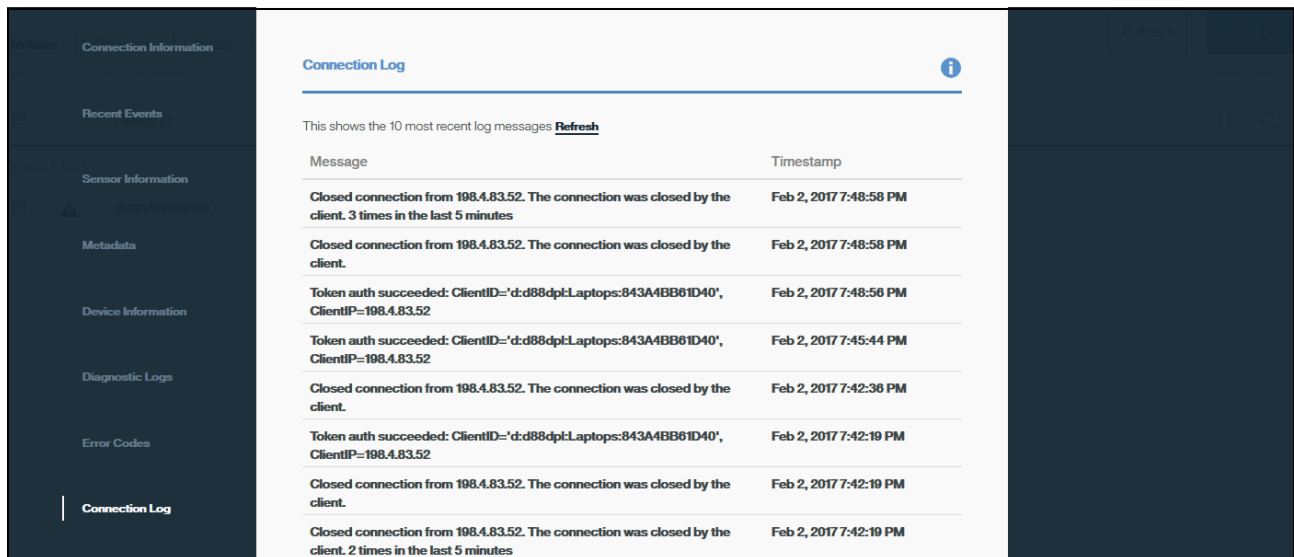 Connection Information
Recent Events
Sensor Information
Metadata
Device Information
Diagnostic Logs
Error Codes
Connection Log
Refresh
Connection Log
This shows the 10 most recent log messages Refresh
Message Timestamp
Closed connection from 198.4.83.52. The connection was closed by the Feb 2, 2017 7:48:58 PM
client. 3 times in the last 5 minutes
Closed connection from 198.4.83.52. The connection was closed by the Feb 2, 2017 7:48:58 PM
client.
Token auth succeeded: ClientID='d:d88dpl:Laptops:843A4BB61D40', Feb 2, 2017 7:48:56 PM
ClientIP=198.4.83.52
Token auth succeeded: ClientID='d:d88dpl:Laptops:843A4BB61D40', Feb 2, 2017 7:45:44 PM
ClientIP=198.4.83.52
Closed connection from 198.4.83.52. The connection was closed by the Feb 2, 2017 7:42:36 PM
client.
Token auth succeeded: ClientID='d:d88dpl:Laptops:843A4BB61D40', Feb 2, 2017 7:42:19 PM
ClientIP=198.4.83.52
Closed connection from 198.4.83.52. The connection was closed by the Feb 2, 2017 7:42:19 PM
client.
Closed connection from 198.4.83.52. The connection was closed by the Feb 2, 2017 7:42:19 PM
client. 2 times in the last 5 minutes